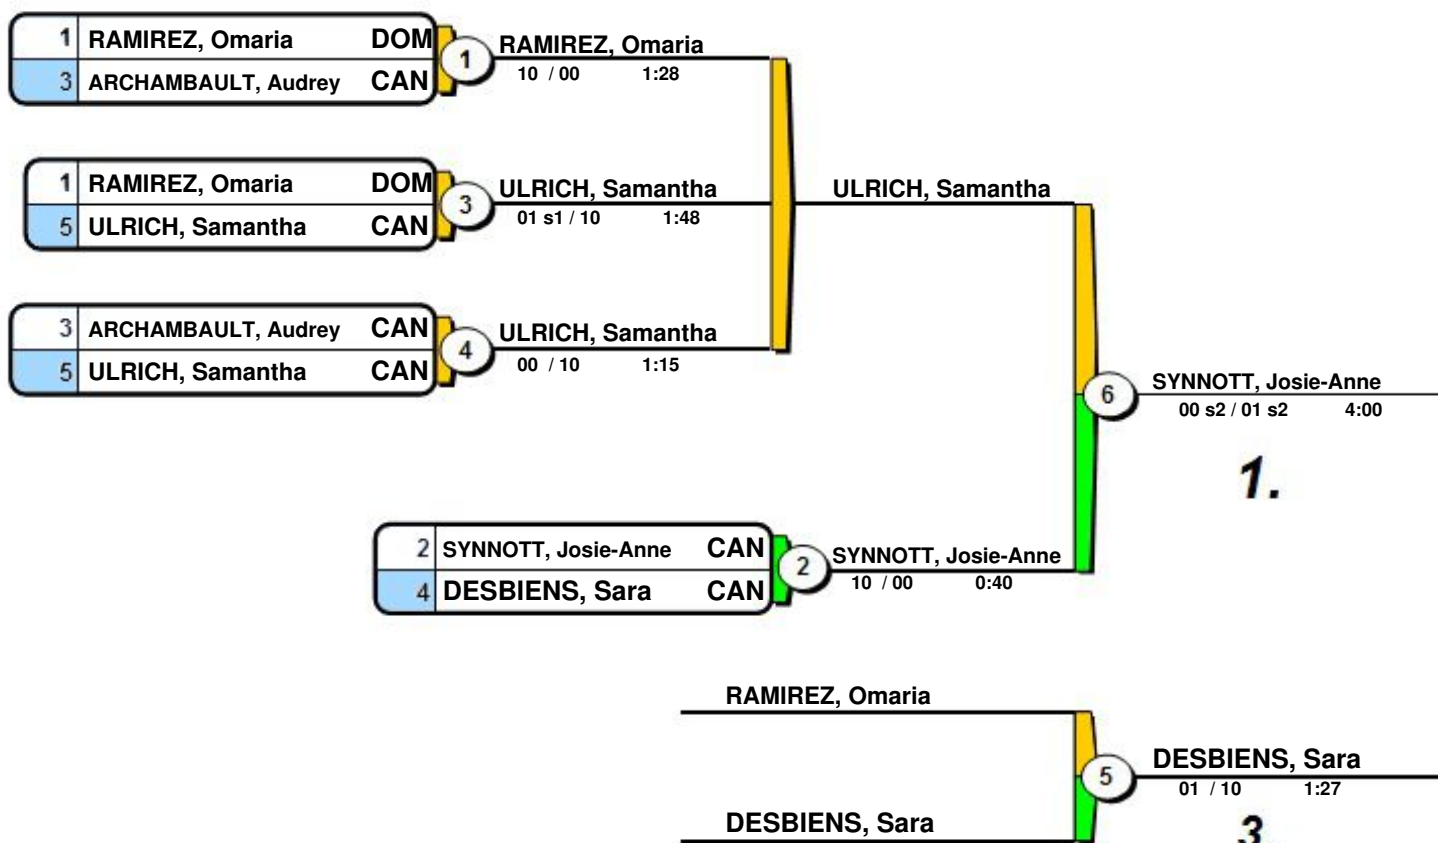 1 RAMIREZ, Omaria DOM
3 ARCHAMBAULT, Audrey CAN
1
RAMIREZ, Omaria
10 / 00 1:28
1 RAMIREZ, Omaria DOM
5 ULRICH, Samantha CAN
3
ULRICH, Samantha
01 s1 / 10 1:48
ULRICH, Samantha
3 ARCHAMBAULT, Audrey CAN
5 ULRICH, Samantha CAN
4
ULRICH, Samantha
00 / 10 1:15
6
SYNNOTT, Josie-Anne
00 s2 / 01 s2 4:00
1.
2 SYNNOTT, Josie-Anne CAN
4 DESBIENS, Sara CAN
2
SYNNOTT, Josie-Anne
10 / 00 0:40
RAMIREZ, Omaria
5
DESBIENS, Sara
01 / 10 1:27
DESBIENS, Sara
3.